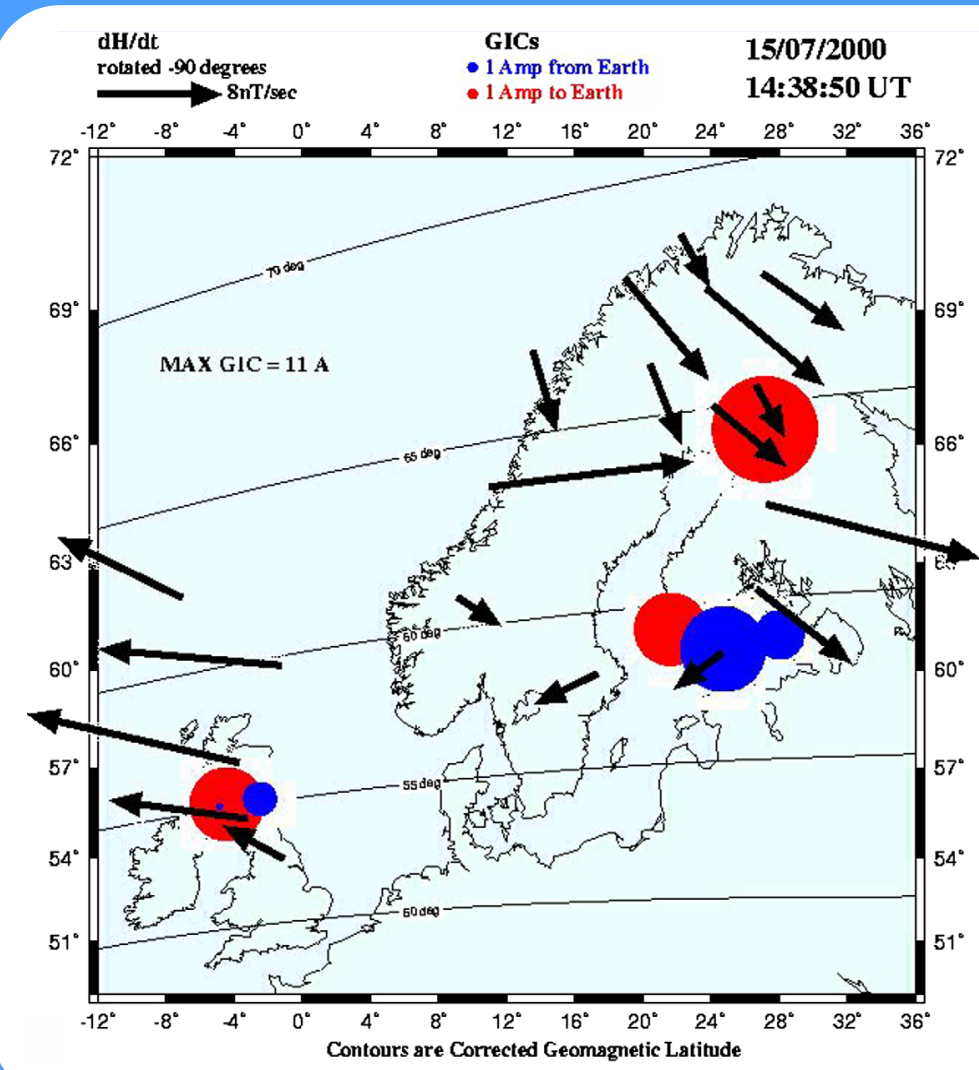 dH/dt
rotated -90 degrees
8nT/sec
GICs
1 Amp from Earth
1 Amp to Earth
15/07/2000
14:38:50 UT
-12° -8° -4° 0° 4° 8° 12° 16° 20° 24° 28° 32° 36°
72° 72°
70 deg
69° 69°
MAX GIC = 11 A
66° 65 deg 66°
63° 63°
60 deg
60° 60°
57° 57°
55 deg
54° 54°
50 deg
51° 51°
-12° -8° -4° 0° 4° 8° 12° 16° 20° 24° 28° 32° 36°
Contours are Corrected Geomagnetic Latitude